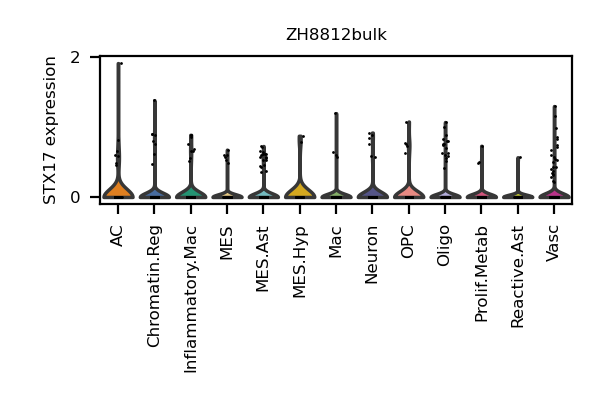 ZH8812bulk
STX17 expression
2
0
AC
Chromatin.Reg
Inflammatory.Mac
MES
MES.Ast
MES.Hyp
Mac
Neuron
OPC
Oligo
Prolif.Metab
Reactive.Ast
Vasc